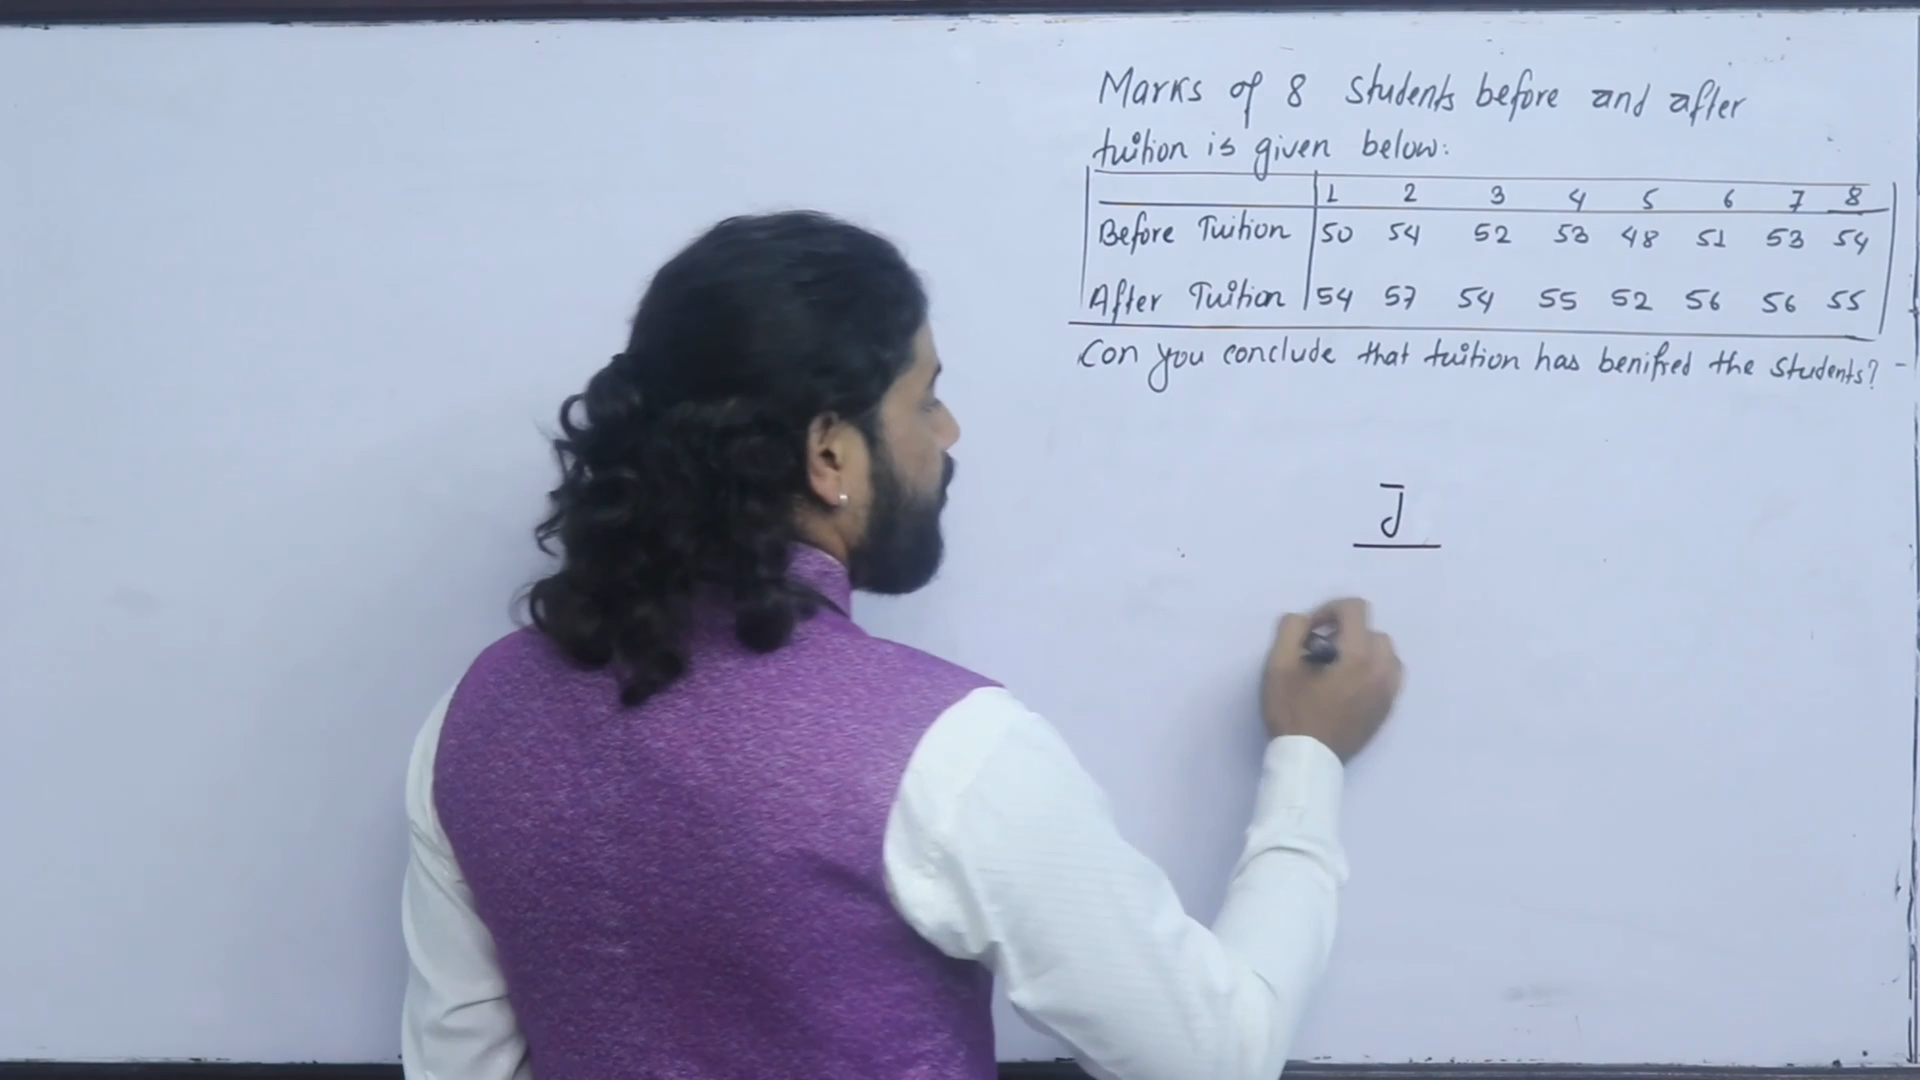 Marks of 8 students before and after
tuition is given below:
1 2 3 4 5 6 7 8
Before Tuition 50 54 52 53 48 51 53 54
After Tuition 54 57 54 55 52 56 56 55
Con you conclude that tuition has benifred the students? -